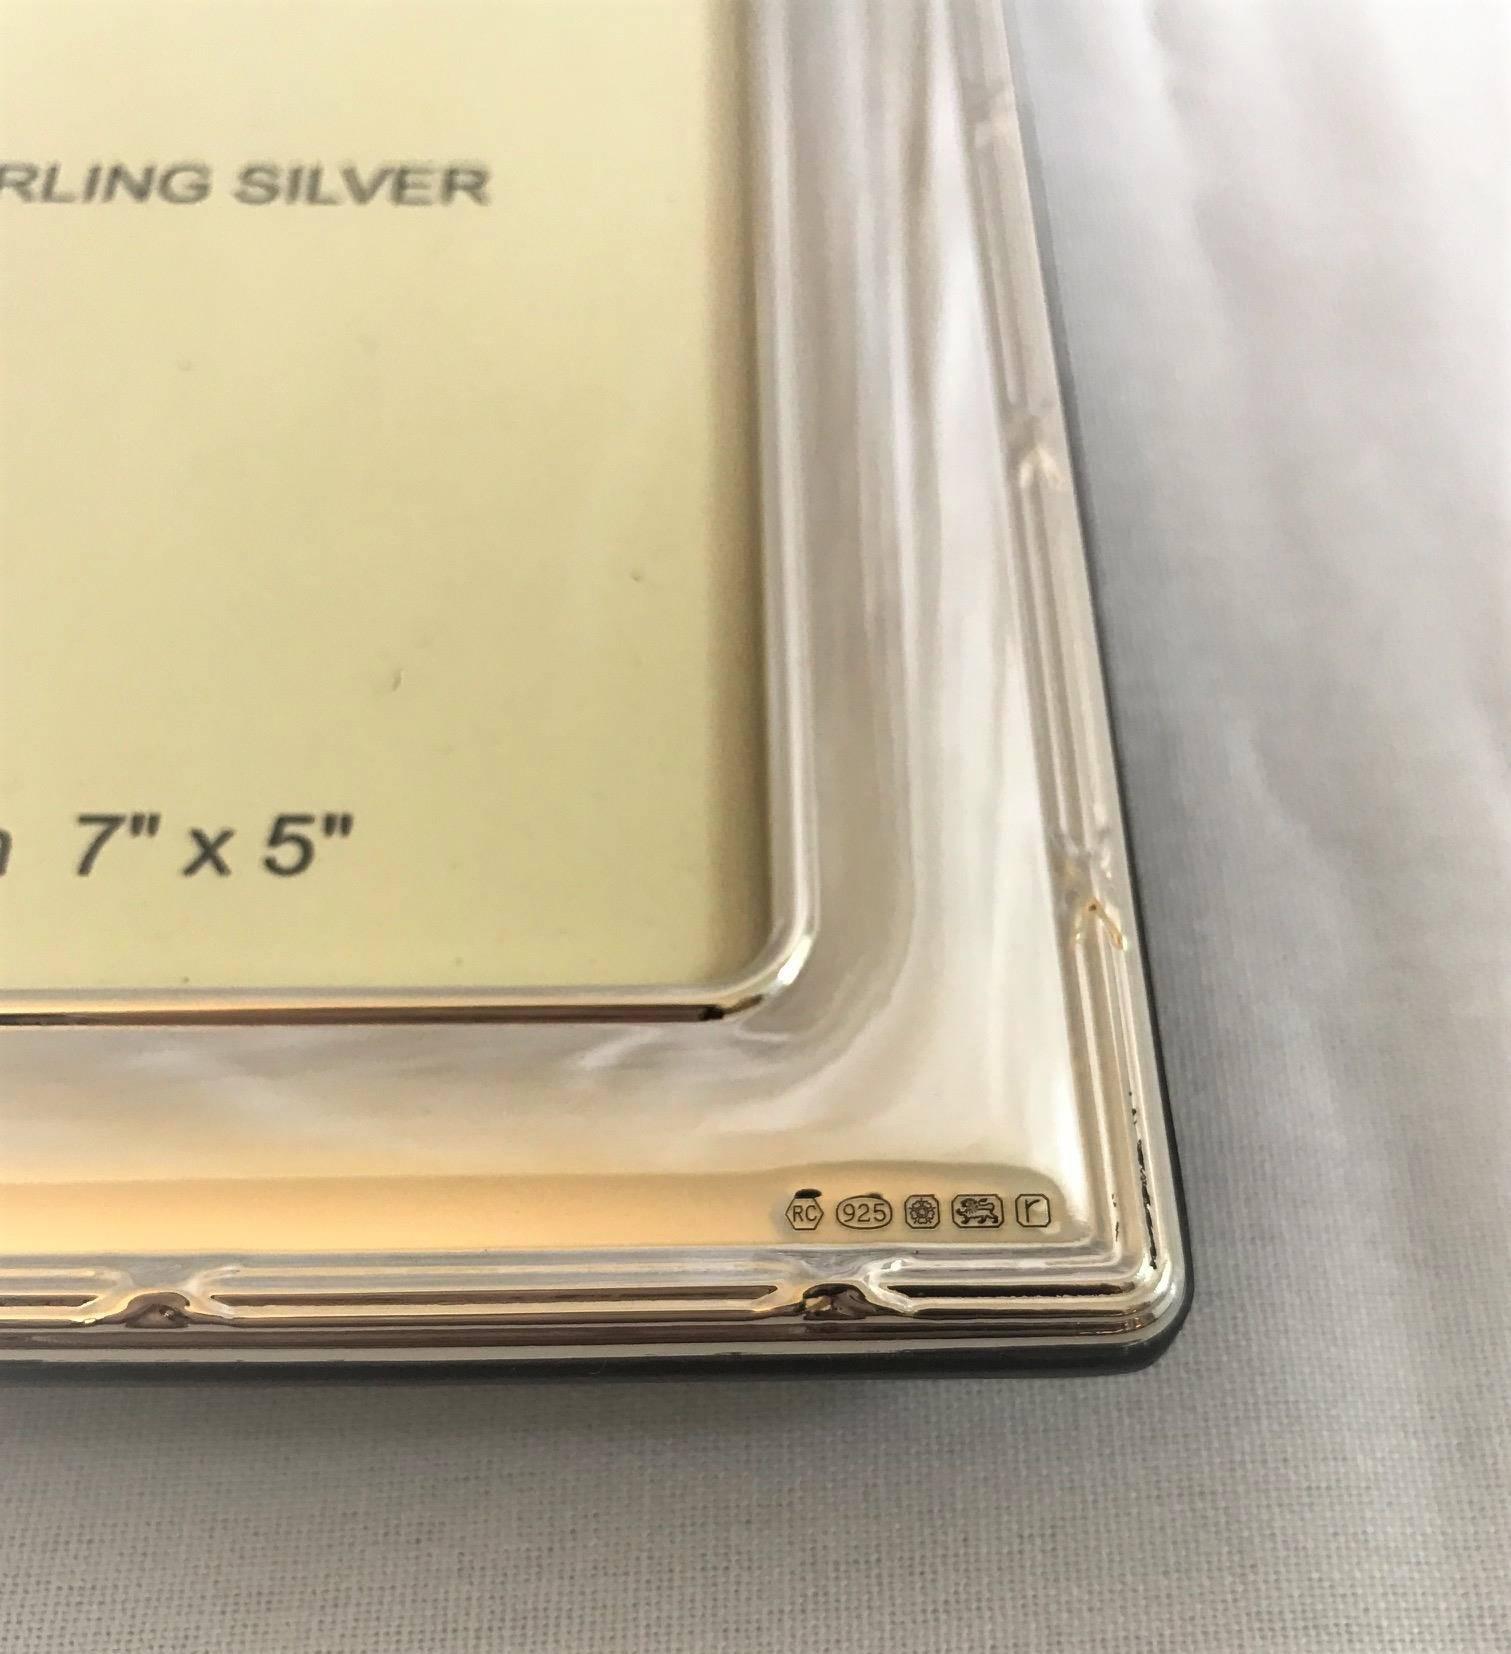 RLING SILVER
7" x 5"
RC 925 r